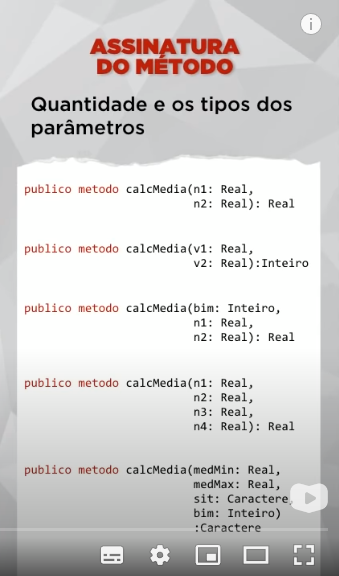 ASSINATURA
DO MÉTODO
Quantidade e os tipos dos
parâmetros
publico metodo calcMedia(n1: Real,
n2: Real): Real
publico metodo calcMedia(v1: Real,
v2: Real):Inteiro
publico metodo calcMedia(bim: Inteiro,
n1: Real,
n2: Real): Real
publico metodo calcMedia(n1: Real,
n2: Real,
n3: Real,
n4: Real): Real
publico metodo calcMedia(medMin: Real,
medMax: Real,
sit: Caractere,
bim: Inteiro)
:Caractere